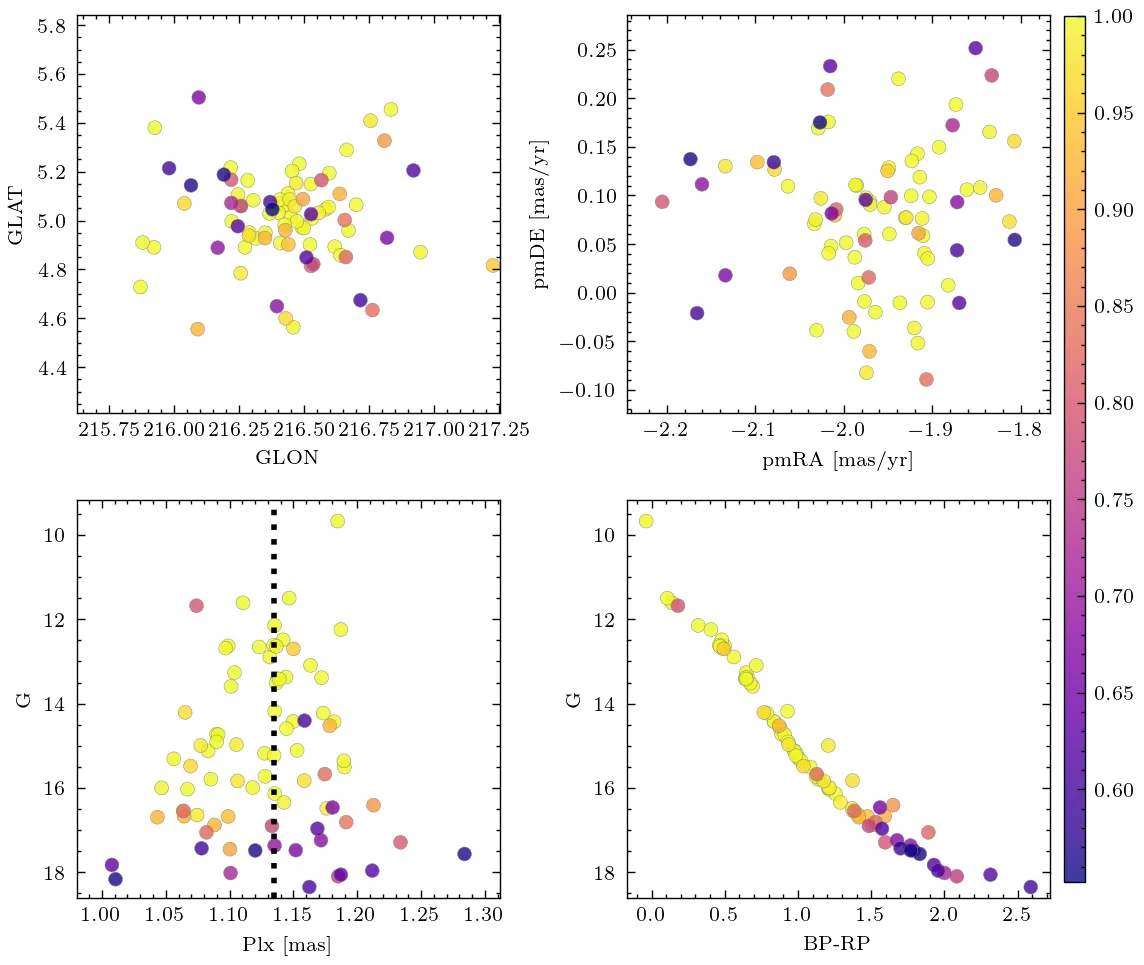 5.8
5.6
5.4
5.2
5.0
4.8
4.6
4.4
GLAT
215.75 216.00 216.25 216.50 216.75 217.00 217.25
GLON
0.25
0.20
0.15
0.10
0.05
0.00
−0.05
−0.10
pmDE [mas/yr]
−2.2 −2.1 −2.0 −1.9 −1.8
pmRA [mas/yr]
10
12
14
16
18
G
1.00 1.05 1.10 1.15 1.20 1.25 1.30
Plx [mas]
10
12
14
16
18
G
0.0 0.5 1.0 1.5 2.0 2.5
BP-RP
1.00
0.95
0.90
0.85
0.80
0.75
0.70
0.65
0.60